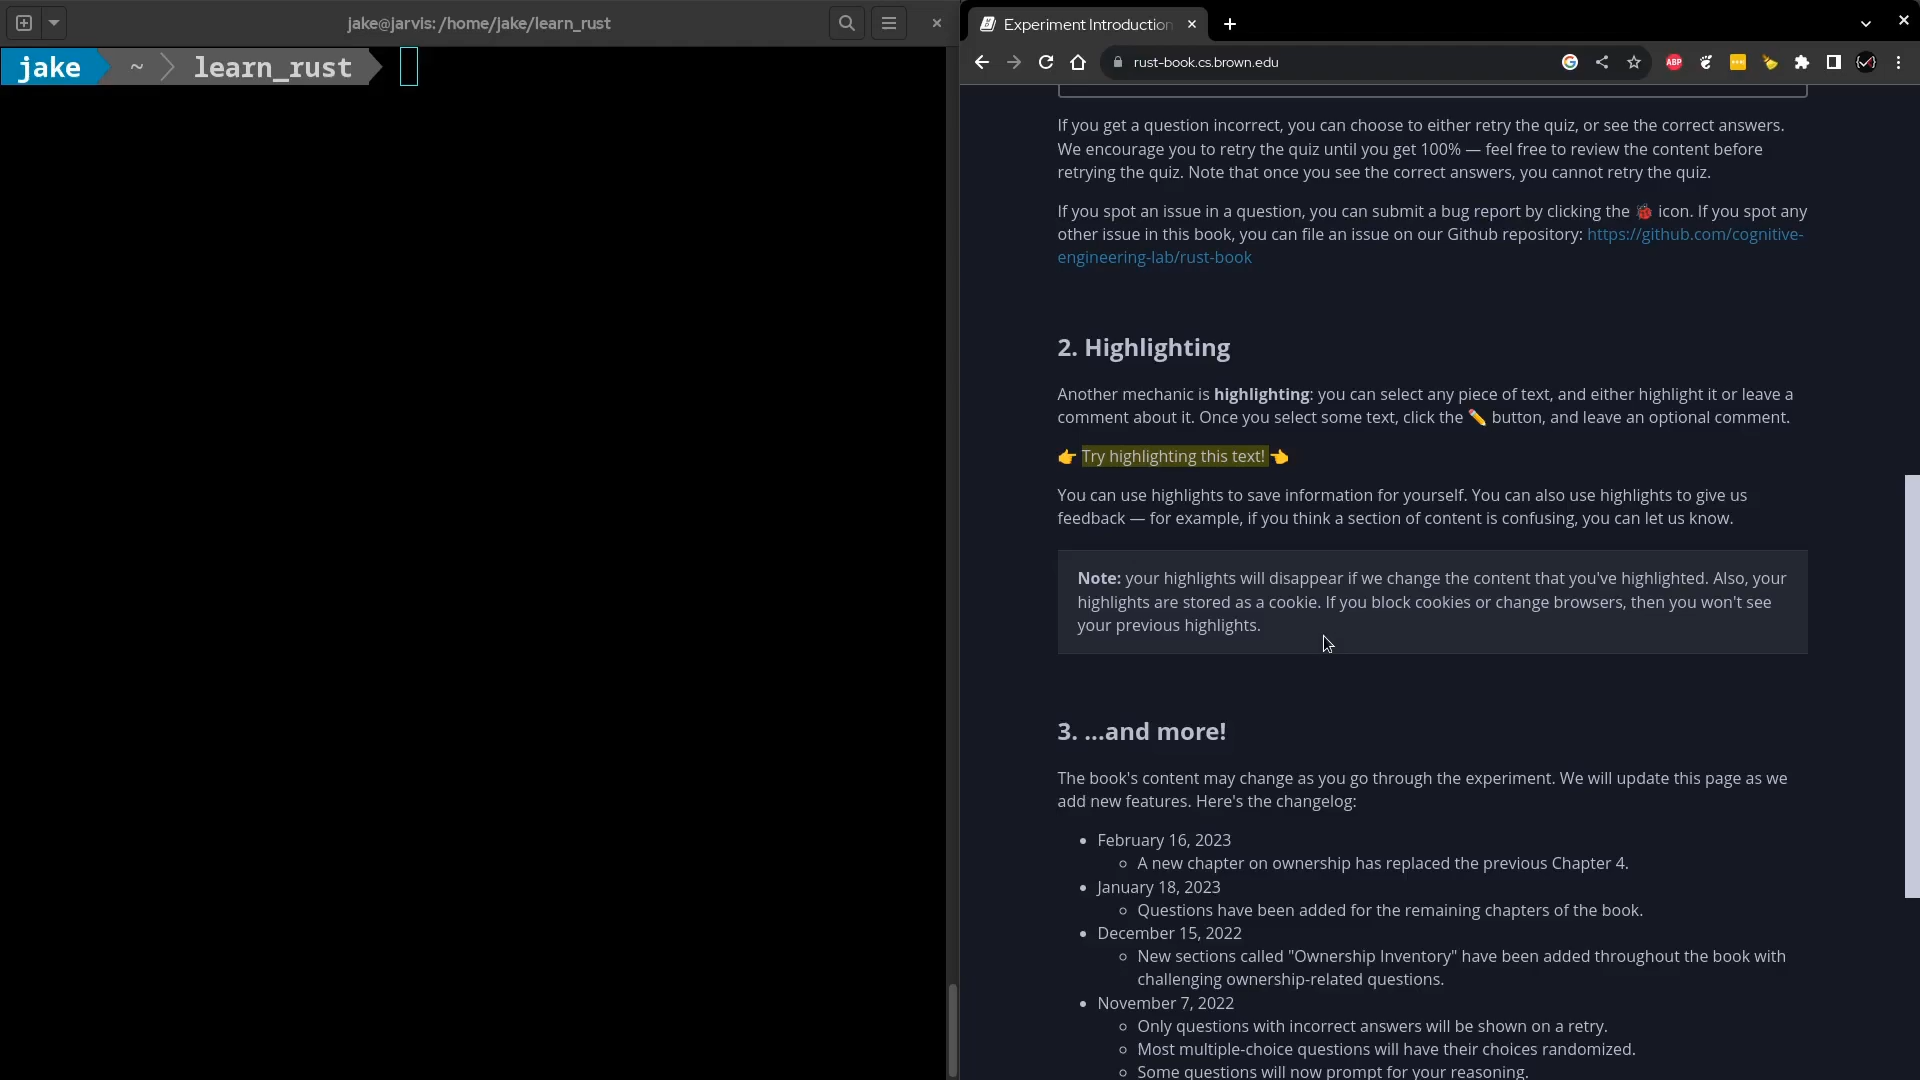 jake@jarvis: /home/jake/learn_rust
jake ~ learn_rust
Experiment Introduction
rust-book.cs.brown.edu
ABP
If you get a question incorrect, you can choose to either retry the quiz, or see the correct answers.
We encourage you to retry the quiz until you get 100% — feel free to review the content before
retrying the quiz. Note that once you see the correct answers, you cannot retry the quiz.
If you spot an issue in a question, you can submit a bug report by clicking the 🐞 icon. If you spot any
other issue in this book, you can file an issue on our Github repository: https://github.com/cognitive-
engineering-lab/rust-book
2. Highlighting
Another mechanic is highlighting: you can select any piece of text, and either highlight it or leave a
comment about it. Once you select some text, click the ✏️ button, and leave an optional comment.
👉 Try highlighting this text! 👈
You can use highlights to save information for yourself. You can also use highlights to give us
feedback — for example, if you think a section of content is confusing, you can let us know.
Note: your highlights will disappear if we change the content that you've highlighted. Also, your
highlights are stored as a cookie. If you block cookies or change browsers, then you won't see
your previous highlights.
3. ...and more!
The book's content may change as you go through the experiment. We will update this page as we
add new features. Here's the changelog:
• February 16, 2023
◦ A new chapter on ownership has replaced the previous Chapter 4.
• January 18, 2023
◦ Questions have been added for the remaining chapters of the book.
• December 15, 2022
◦ New sections called "Ownership Inventory" have been added throughout the book with
challenging ownership-related questions.
• November 7, 2022
◦ Only questions with incorrect answers will be shown on a retry.
◦ Most multiple-choice questions will have their choices randomized.
◦ Some questions will now prompt for your reasoning.